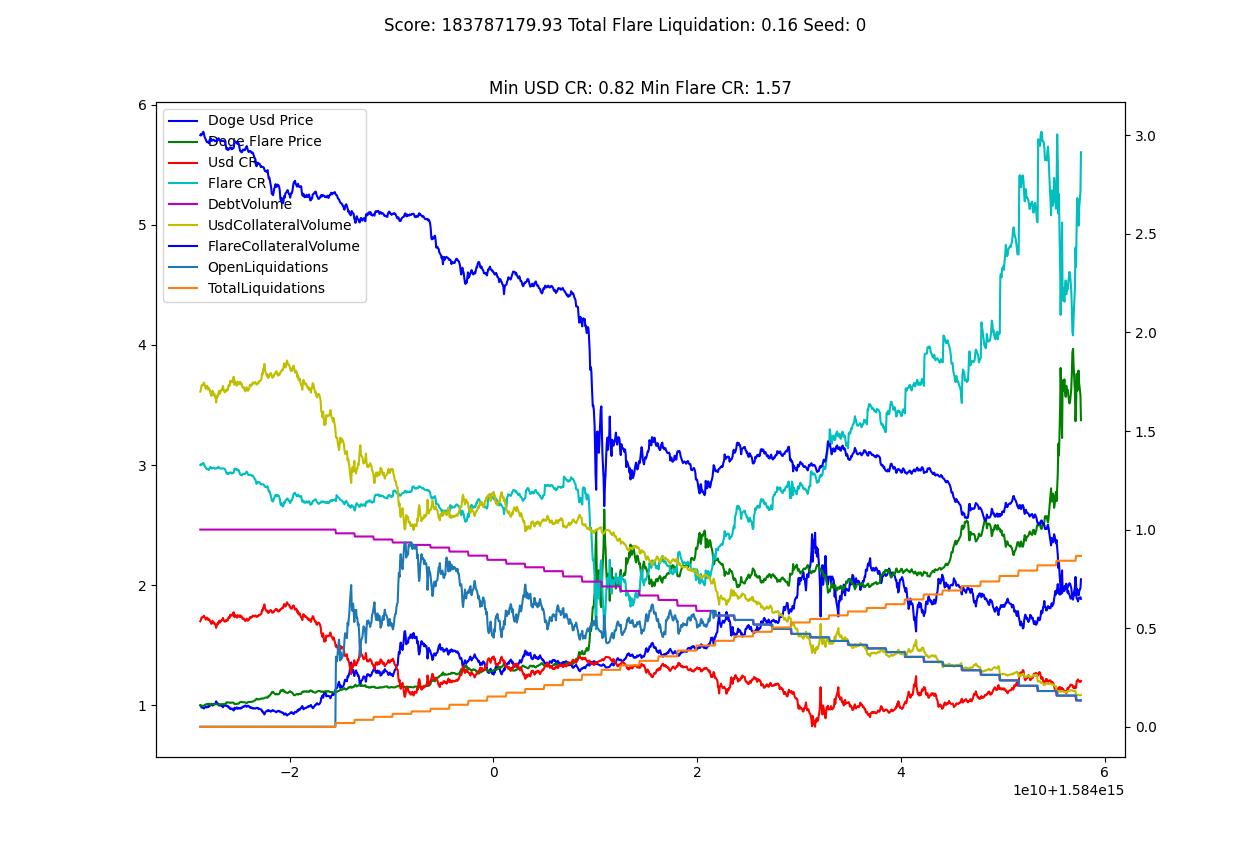 Score: 183787179.93 Total Flare Liquidation: 0.16 Seed: 0
Min USD CR: 0.82 Min Flare CR: 1.57
Doge Usd Price
Doge Flare Price
Usd CR
Flare CR
DebtVolume
UsdCollateralVolume
FlareCollateralVolume
OpenLiquidations
TotalLiquidations
6
5
4
3
2
1
3.0
2.5
2.0
1.5
1.0
0.5
0.0
−2
0
2
4
6
1e10+1.584e15